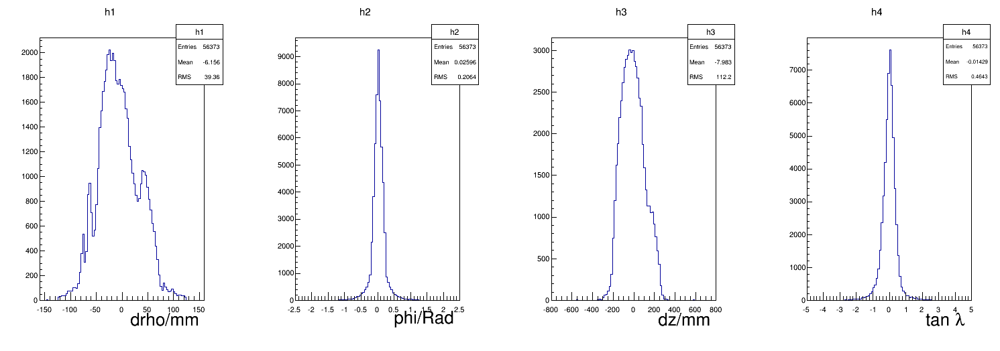 h1
h1
Entries 56373
Mean -6.156
RMS 39.36
2000
1800
1600
1400
1200
1000
800
600
400
200
0
-150 -100 -50 0 50 100 150
drho/mm
h2
h2
Entries 56373
Mean 0.02596
RMS 0.2064
9000
8000
7000
6000
5000
4000
3000
2000
1000
0
-2.5 -2 -1.5 -1 -0.5 0 0.5 1 1.5 2 2.5
phi/Rad
h3
h3
Entries 56373
Mean -7.983
RMS 112.2
3000
2500
2000
1500
1000
500
0
-800 -600 -400 -200 0 200 400 600 800
dz/mm
h4
h4
Entries 56373
Mean -0.01429
RMS 0.4643
7000
6000
5000
4000
3000
2000
1000
0
-5 -4 -3 -2 -1 0 1 2 3 4 5
tan λ